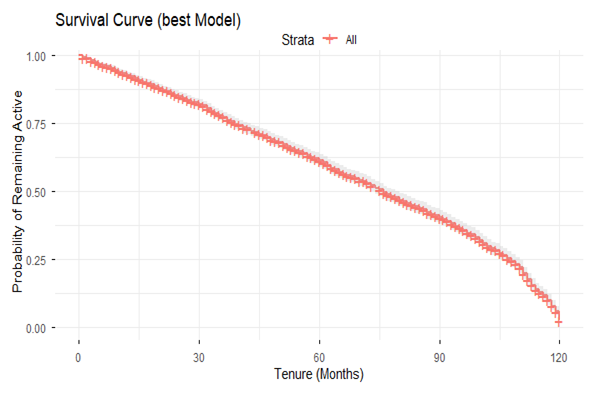 Survival Curve (best Model)
Strata All
Probability of Remaining Active
1.00
0.75
0.50
0.25
0.00
0 30 60 90 120
Tenure (Months)